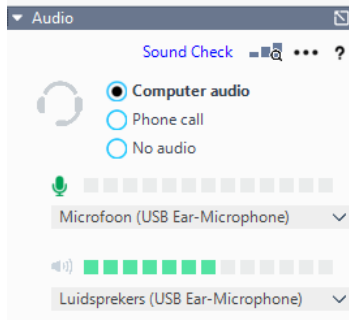 Audio
Sound Check ?
Computer audio
Phone call
No audio
Microfoon (USB Ear-Microphone)
Luidsprekers (USB Ear-Microphone)